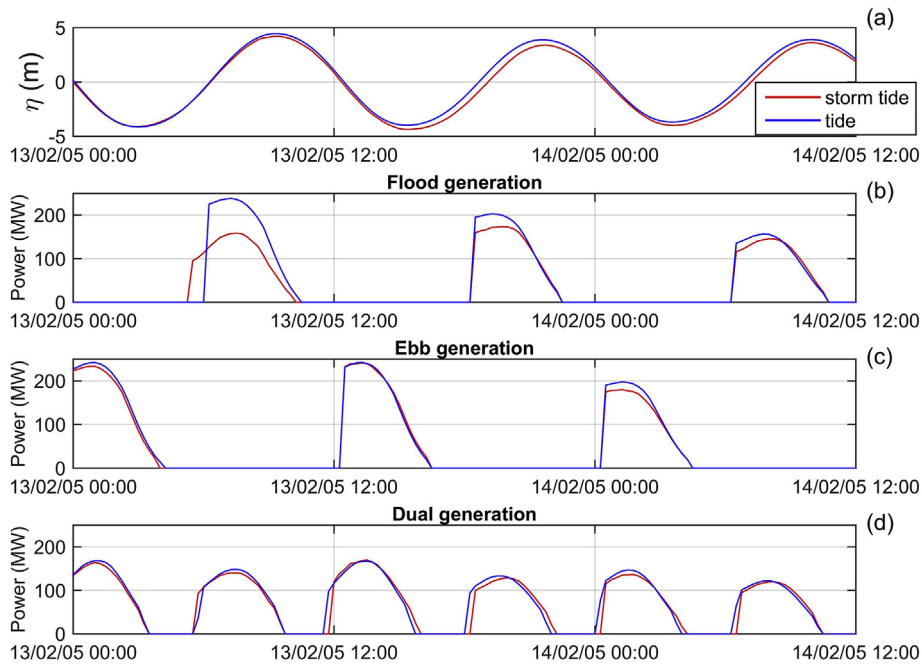 (a)
5
0
-5
η (m)
storm tide
tide
13/02/05 00:00 13/02/05 12:00 14/02/05 00:00 14/02/05 12:00
Flood generation
(b)
200
100
0
Power (MW)
13/02/05 00:00 13/02/05 12:00 14/02/05 00:00 14/02/05 12:00
Ebb generation
(c)
200
100
0
Power (MW)
13/02/05 00:00 13/02/05 12:00 14/02/05 00:00 14/02/05 12:00
Dual generation
(d)
200
100
0
Power (MW)
13/02/05 00:00 13/02/05 12:00 14/02/05 00:00 14/02/05 12:00